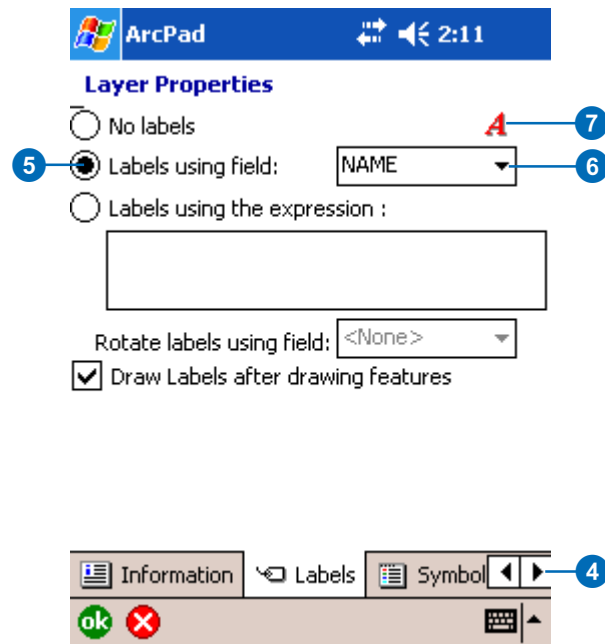 ArcPad 2:11
Layer Properties
No labels A 7
5 Labels using field: NAME 6
Labels using the expression :
Rotate labels using field: <None>
Draw Labels after drawing features
Information Labels Symbol 4
ok